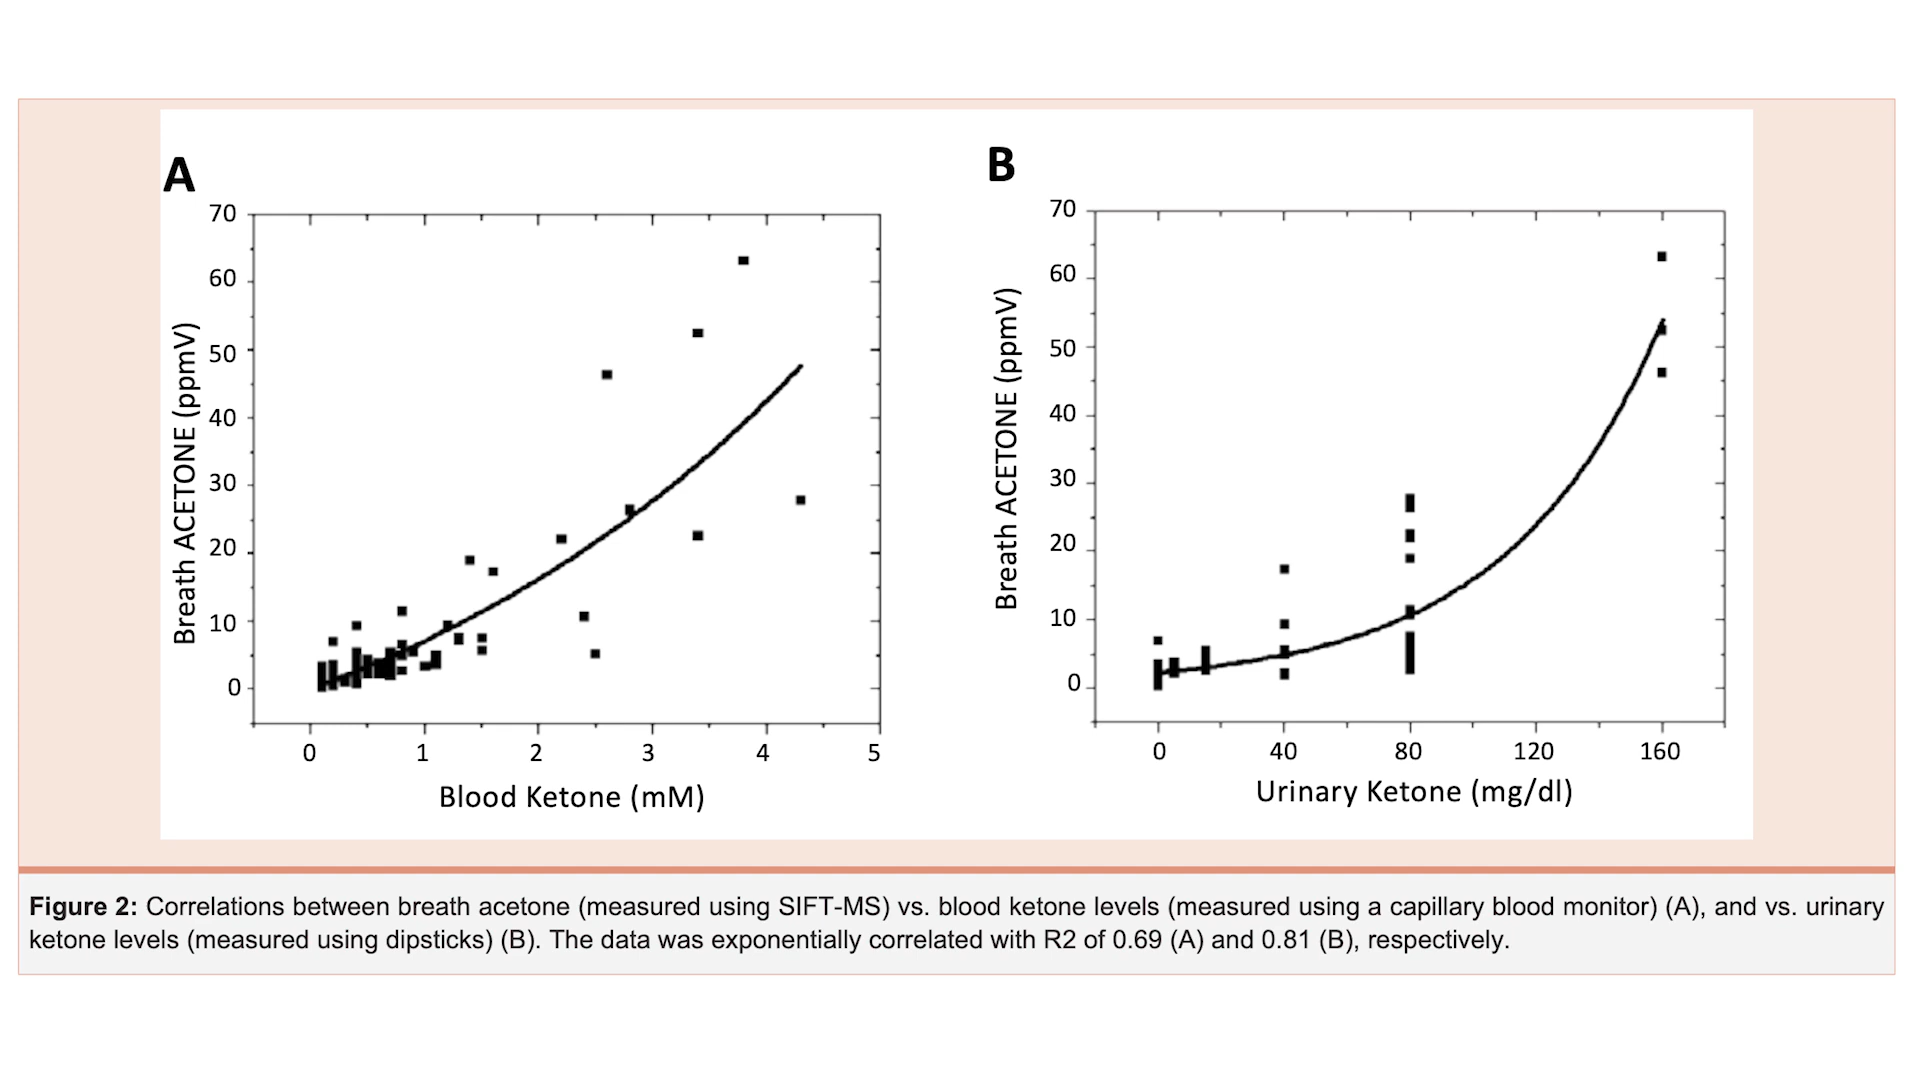 A
B
70
60
50
40
30
20
10
0
Breath ACETONE (ppmV)
0 1 2 3 4 5
Blood Ketone (mM)
70
60
50
40
30
20
10
0
Breath ACETONE (ppmV)
0 40 80 120 160
Urinary Ketone (mg/dl)
Figure 2: Correlations between breath acetone (measured using SIFT-MS) vs. blood ketone levels (measured using a capillary blood monitor) (A), and vs. urinary
ketone levels (measured using dipsticks) (B). The data was exponentially correlated with R2 of 0.69 (A) and 0.81 (B), respectively.